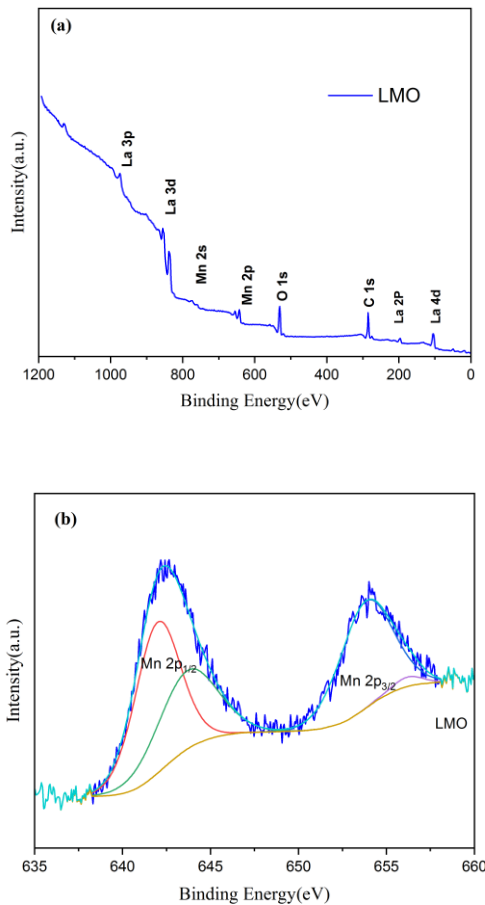 (a)
LMO
La 3p
La 3d
Mn 2s
Mn 2p
O 1s
C 1s
La 2P
La 4d
Intensity(a.u.)
1200 1000 800 600 400 200 0
Binding Energy(eV)
(b)
Mn 2p1/2
Mn 2p3/2
LMO
Intensity(a.u.)
635 640 645 650 655 660
Binding Energy(eV)